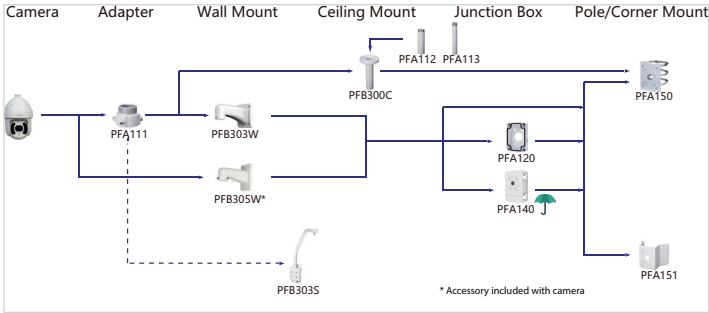 Camera Adapter Wall Mount Ceiling Mount Junction Box Pole/Corner Mount
PFA112 PFA113
PFB300C
PFA150
PFA111
PFB303W
PFA120
PFB305W*
PFA140
PFA151
PFB303S
* Accessory included with camera